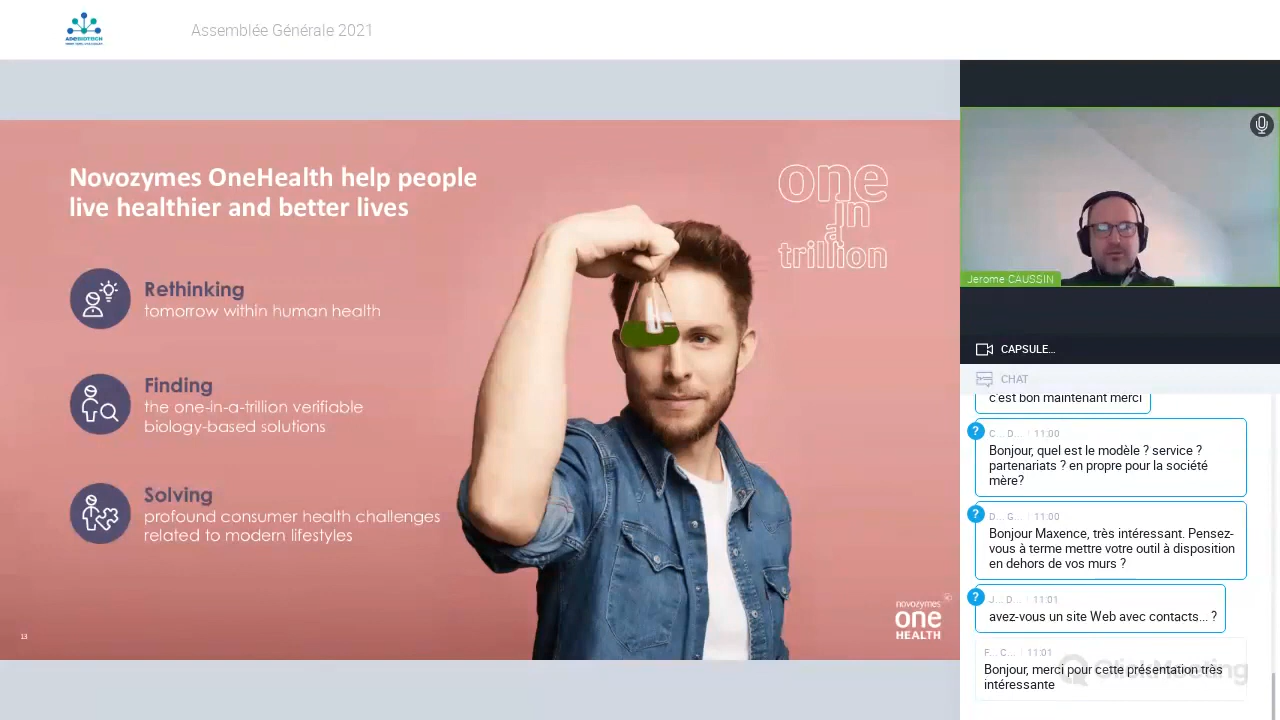 ADEBIOTECH
Assemblée Générale 2021
Novozymes OneHealth help people
live healthier and better lives
one
in
a
trillion
Rethinking
tomorrow within human health
Finding
the one-in-a-trillion verifiable
biology-based solutions
Solving
profound consumer health challenges
related to modern lifestyles
novozymes
one
HEALTH
13
Jerome CAUSSIN
CAPSULE...
CHAT
c'est bon maintenant merci
?
C... D... 11:00
Bonjour, quel est le modèle ? service ?
partenariats ? en propre pour la société
mère?
?
D... G... 11:00
Bonjour Maxence, très intéressant. Pensez-
vous à terme mettre votre outil à disposition
en dehors de vos murs ?
?
J... D... 11:01
avez-vous un site Web avec contacts... ?
F... C... 11:01
Bonjour, merci pour cette présentation très
intéressante
ClickMeeting